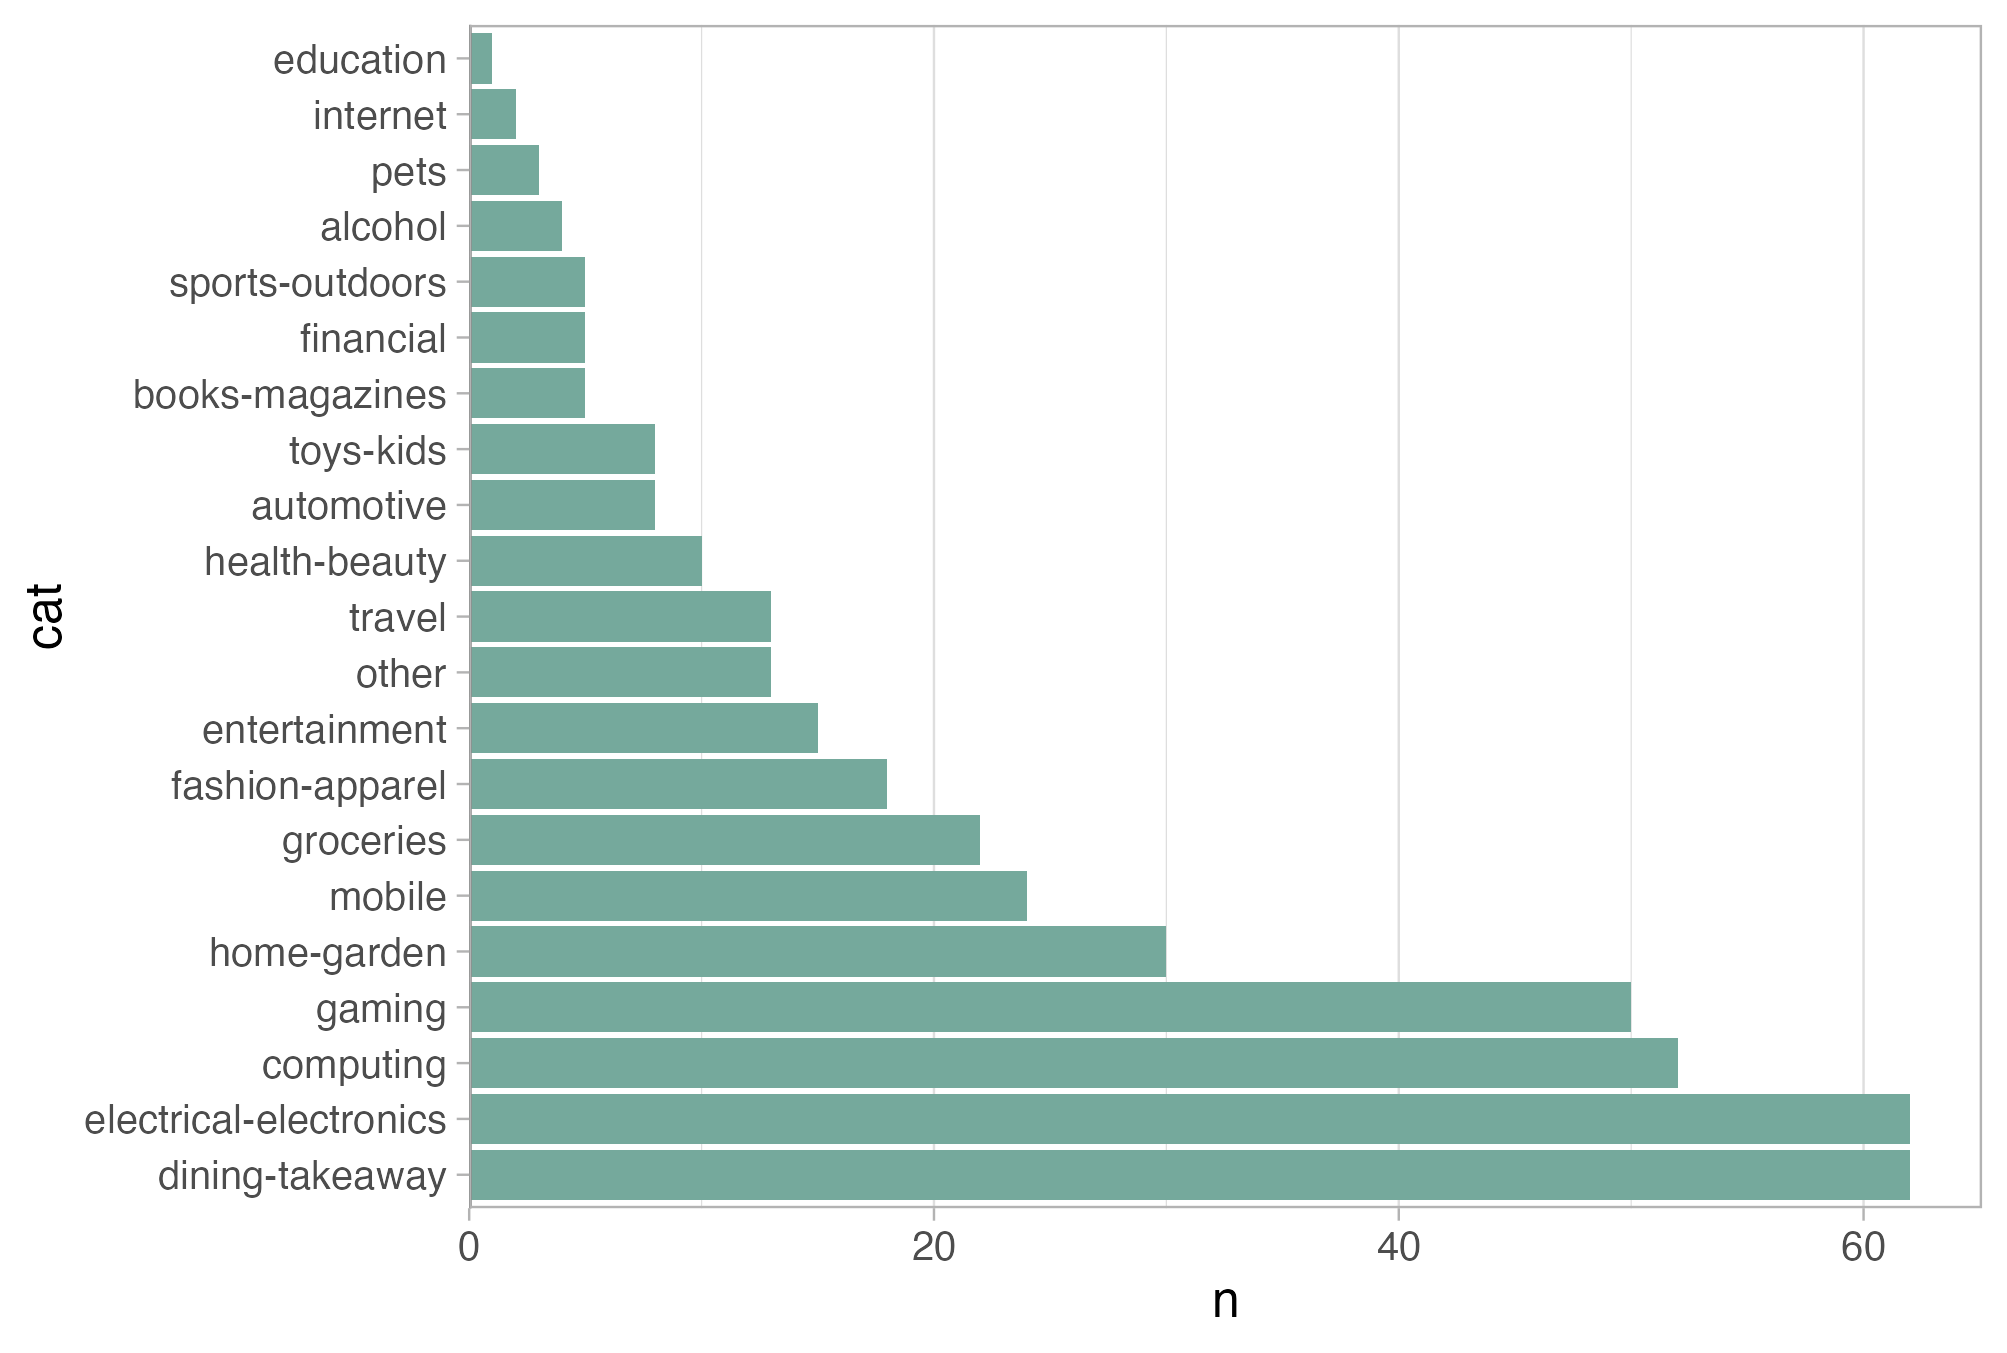 education
internet
pets
alcohol
sports-outdoors
financial
books-magazines
toys-kids
automotive
health-beauty
travel
other
entertainment
fashion-apparel
groceries
mobile
home-garden
gaming
computing
electrical-electronics
dining-takeaway
cat
0 20 40 60
n